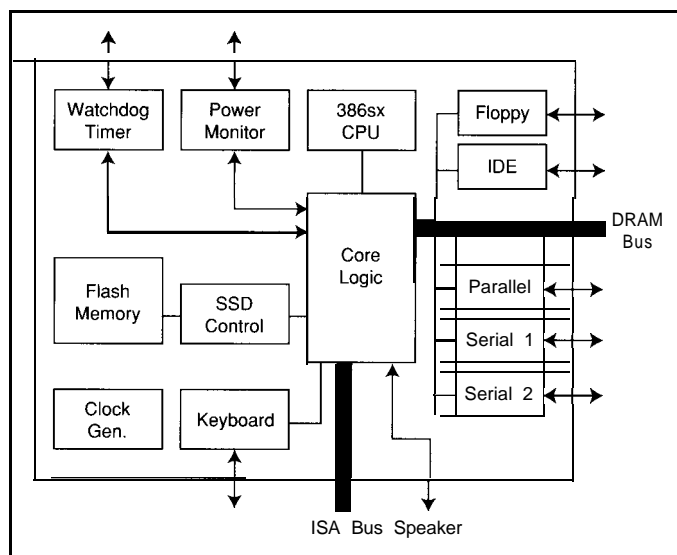 Watchdog
Timer
Power
Monitor
386sx
CPU
Floppy
IDE
DRAM
Bus
Core
Logic
Flash
Memory
SSD
Control
Parallel
Serial 1
Serial 2
Clock
Gen.
Keyboard
ISA Bus Speaker